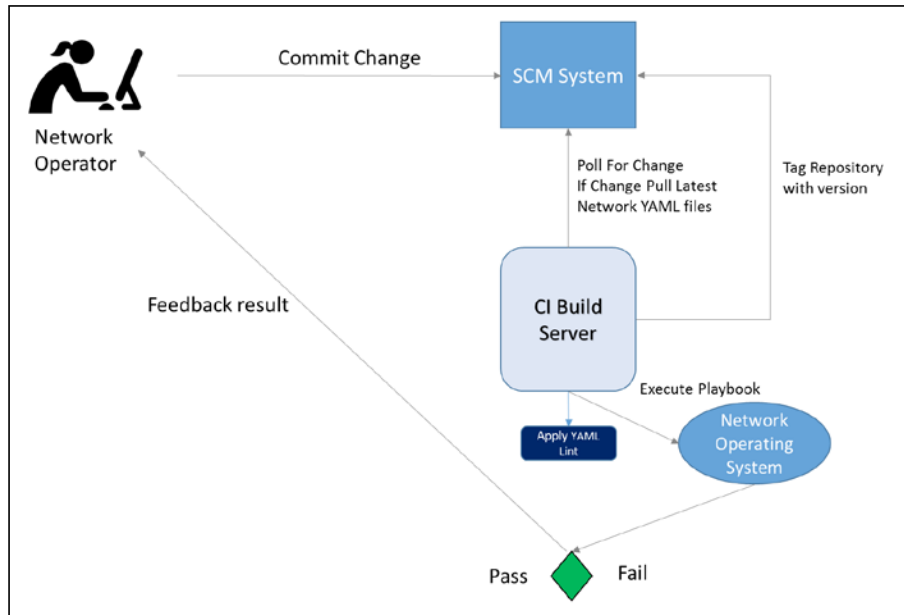 Commit Change
SCM System
Network
Operator
Poll For Change
If Change Pull Latest
Network YAML files
Tag Repository
with version
Feedback result
CI Build
Server
Execute Playbook
Apply YAML
Lint
Network
Operating
System
Pass
Fail